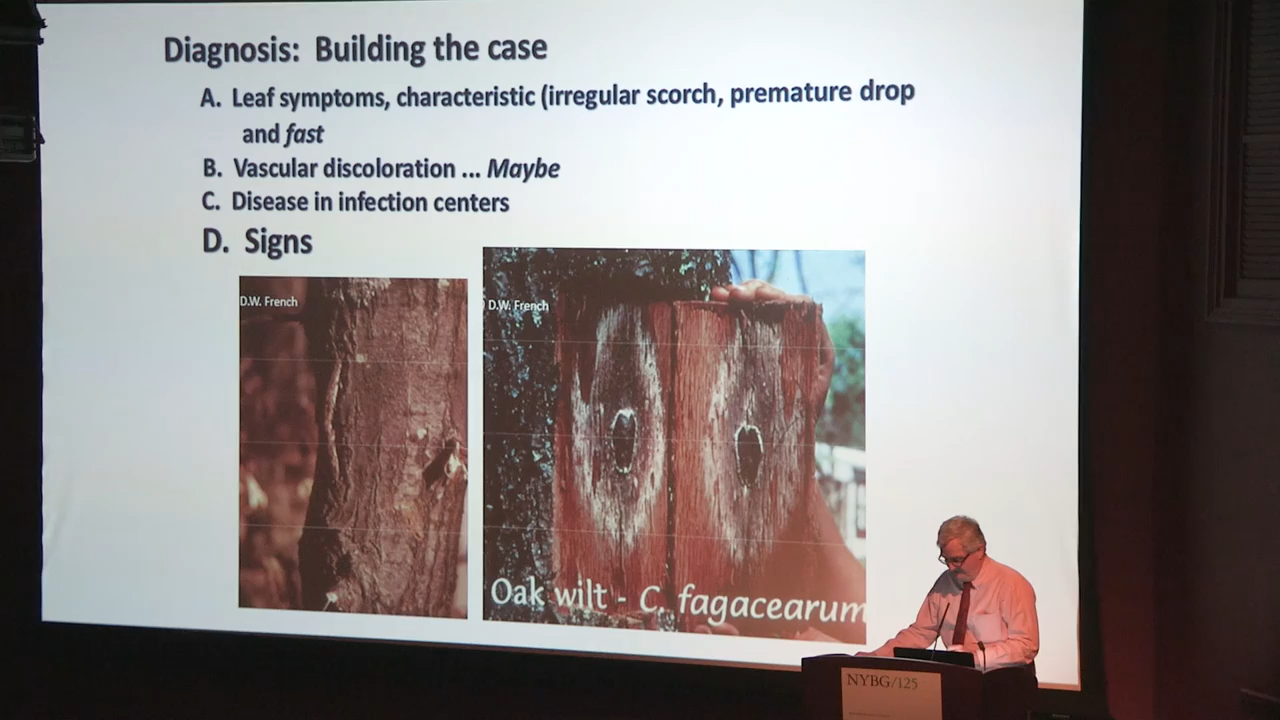 Diagnosis: Building the case
A. Leaf symptoms, characteristic (irregular scorch, premature drop
and fast
B. Vascular discoloration ... Maybe
C. Disease in infection centers
D. Signs
D.W. French
D.W. French
Oak wilt - C. fagacearum
NYBG/125